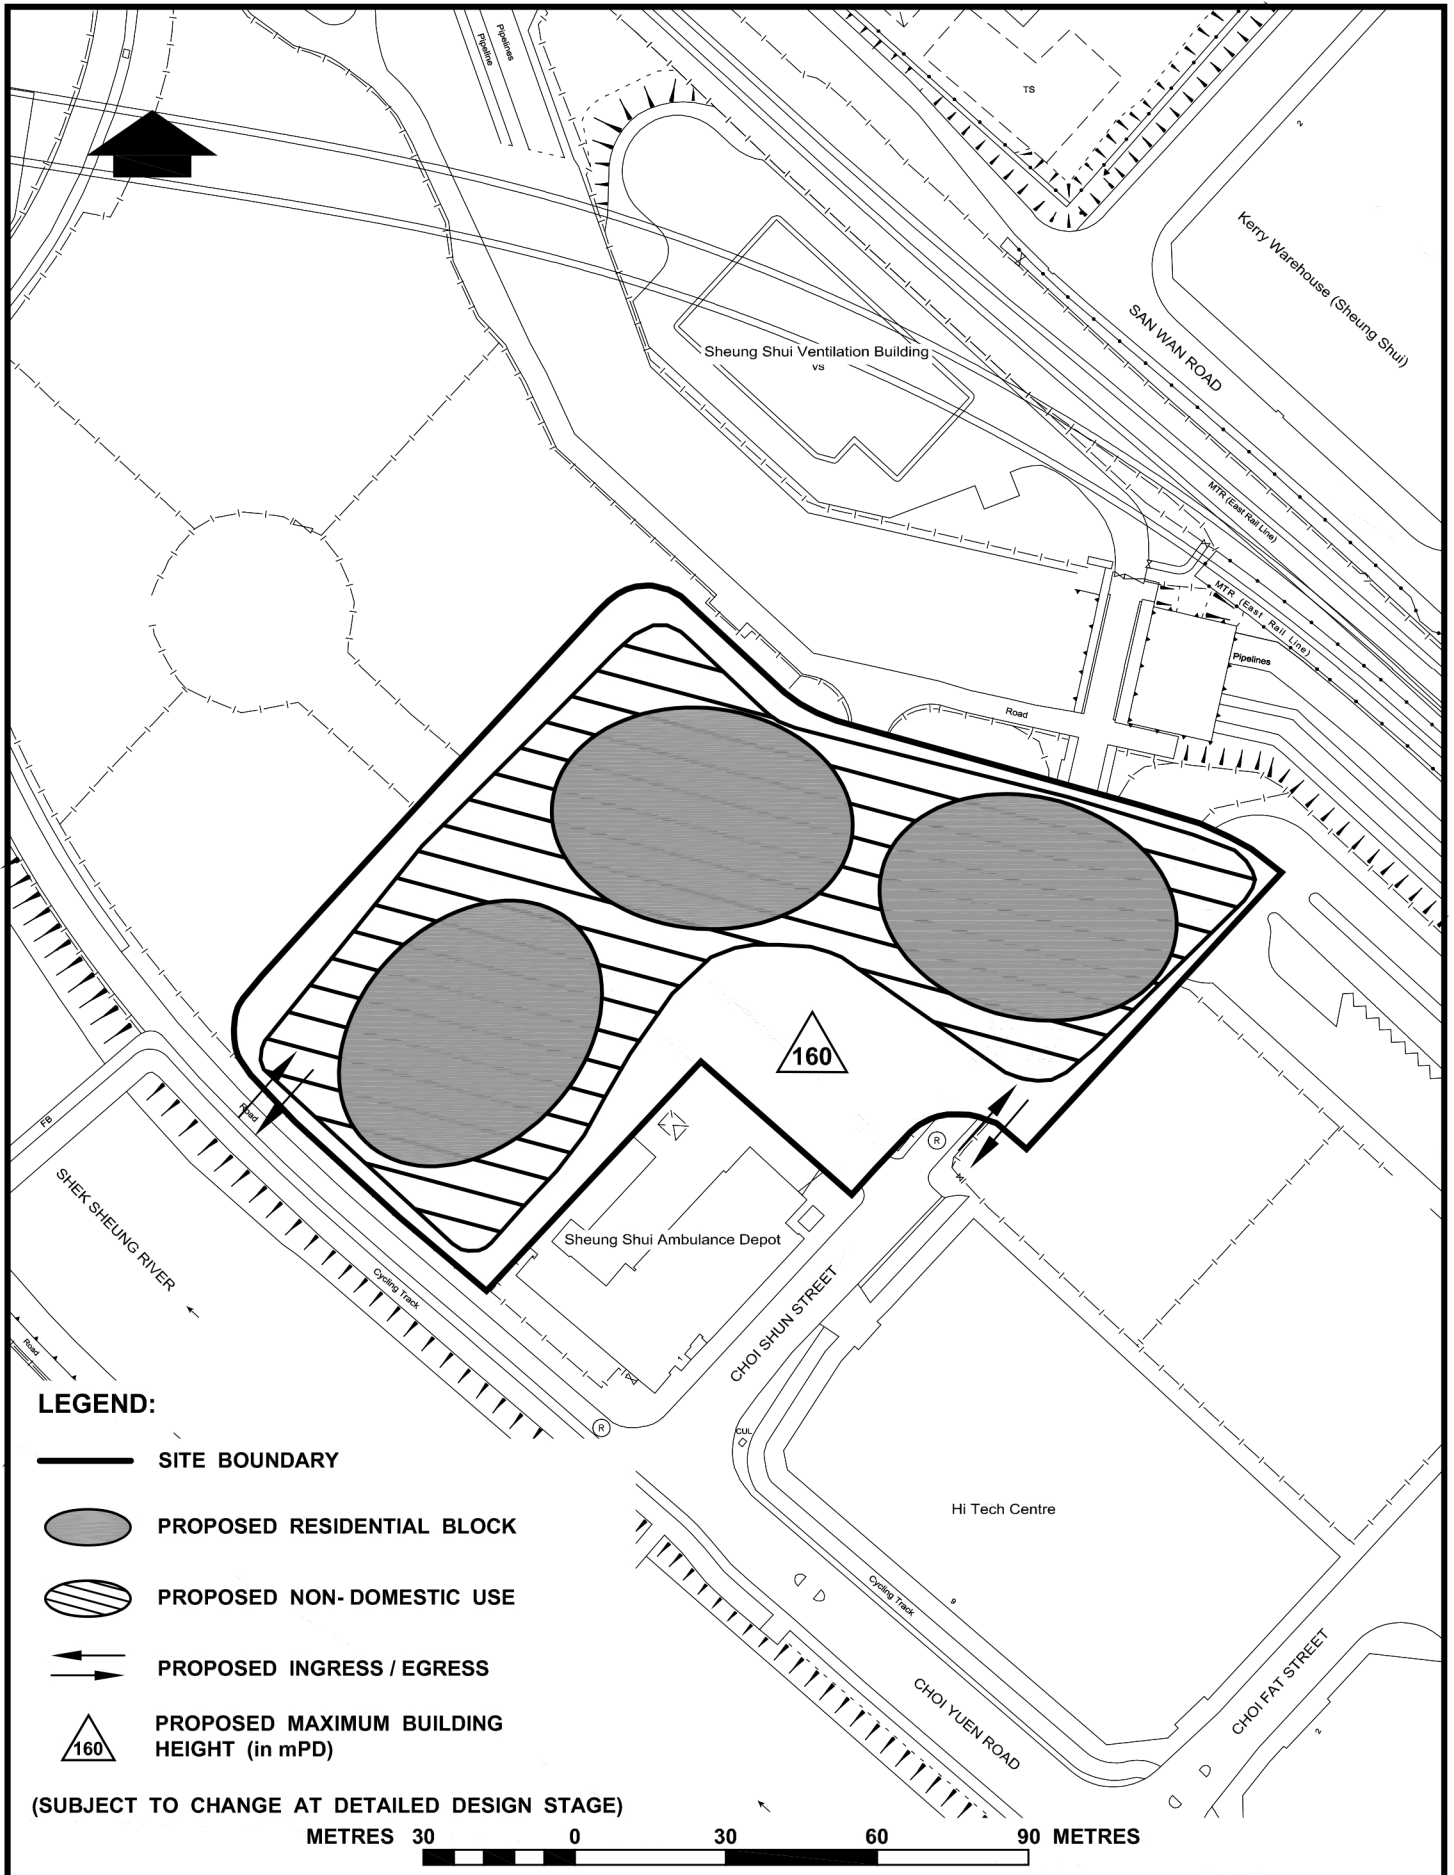 Pipeline
Pipelines
TS
2
Kerry Warehouse (Sheung Shui)
SAN WAN ROAD
Sheung Shui Ventilation Building
VS
MTR (East Rail Line)
MTR (East Rail Line)
Pipelines
Road
160
Road
R
FB
SHEK SHEUNG RIVER
Cycling Track
Sheung Shui Ambulance Depot
CHOI SHUN STREET
Road
1
R
CUL
Hi Tech Centre
9
Cycling Track
CHOI YUEN ROAD
CHOI FAT STREET
2
LEGEND:
SITE BOUNDARY
PROPOSED RESIDENTIAL BLOCK
PROPOSED NON-DOMESTIC USE
PROPOSED INGRESS / EGRESS
160
PROPOSED MAXIMUM BUILDING
HEIGHT (in mPD)
(SUBJECT TO CHANGE AT DETAILED DESIGN STAGE)
METRES 30 0 30 60 90 METRES